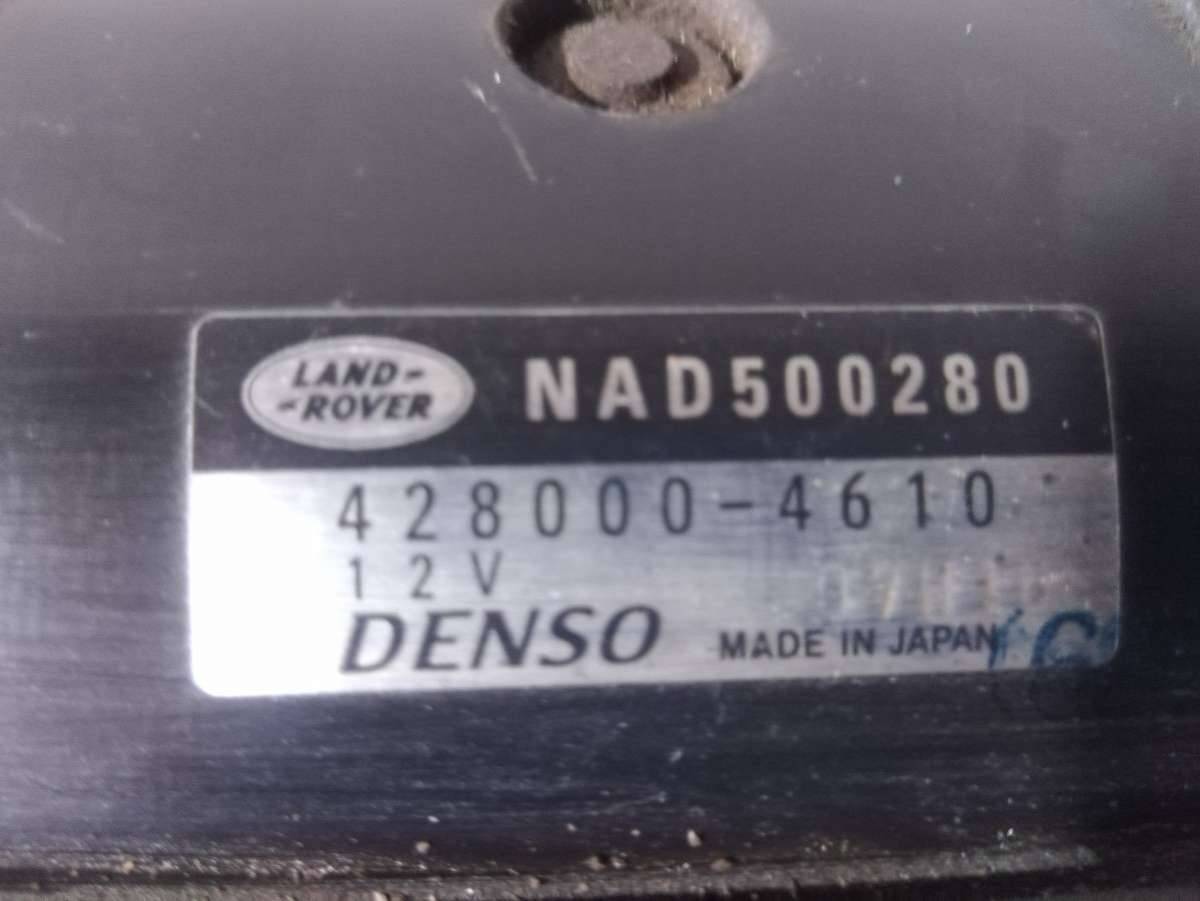 LAND-
-ROVER
NAD500280
428000-4610
12V
DENSO
MADE IN JAPAN